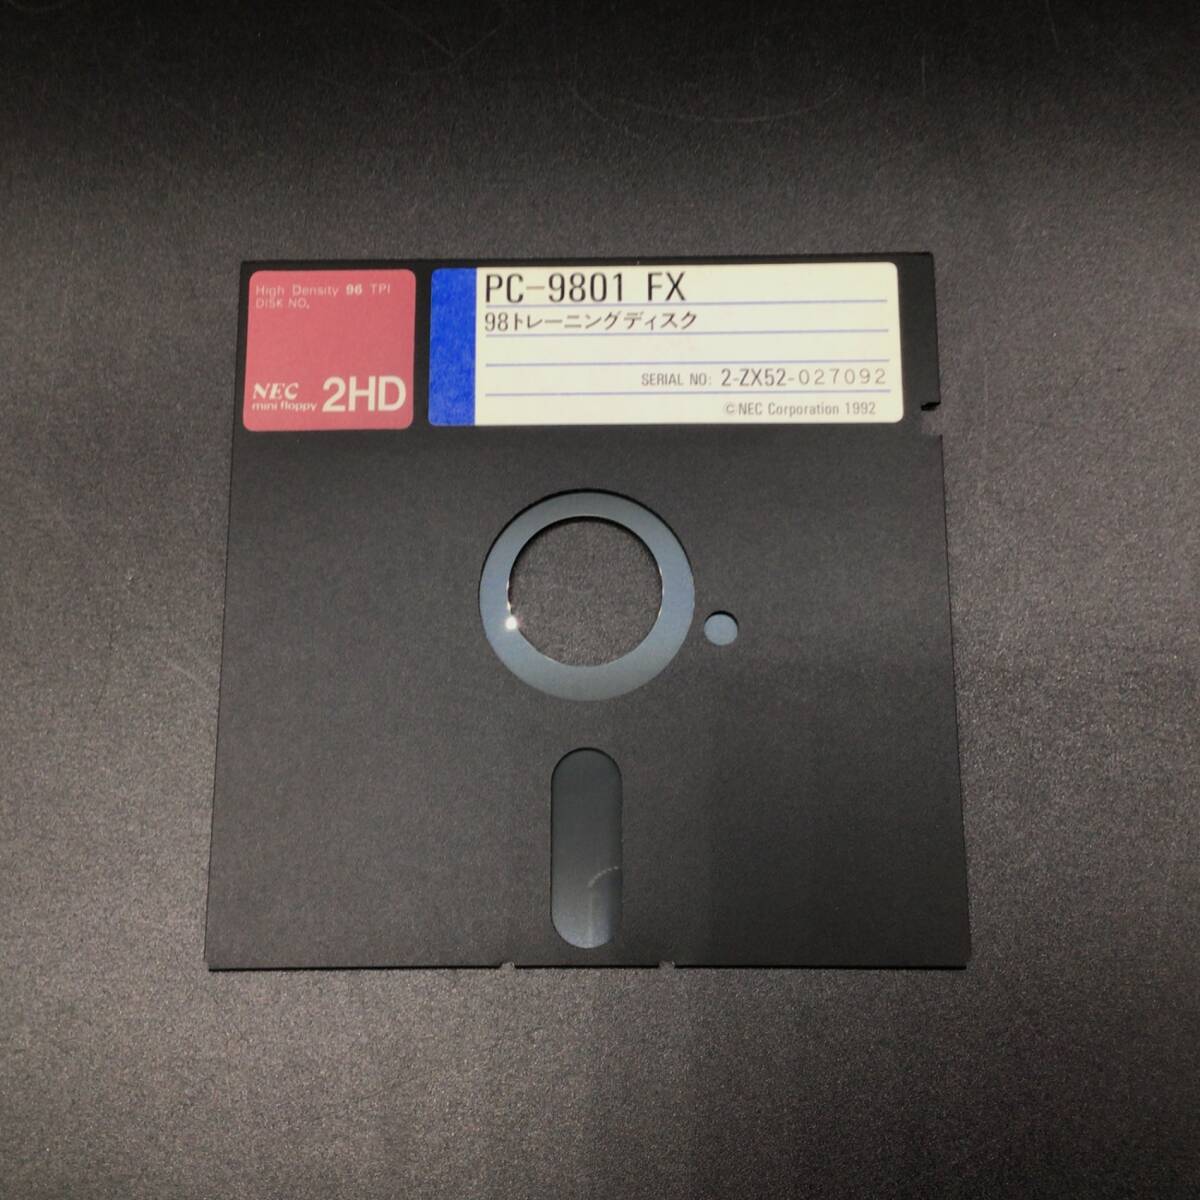 High Density 96 TPI
DISK NO.
NEC
mini floppy 2HD
PC-9801 FX
98トレーニングディスク
SERIAL NO: 2-ZX52-027092
©NEC Corporation 1992